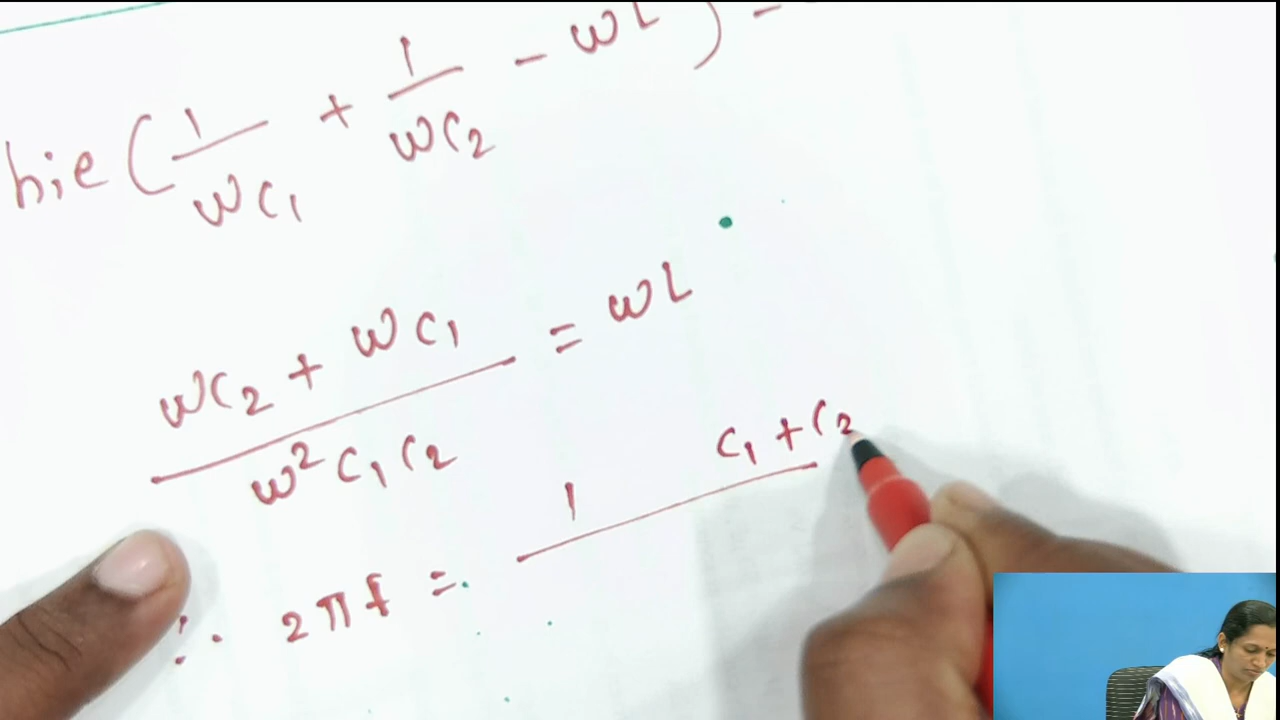 hie ( 1/ωC1 + 1/ωC2 - ωL ) -
(ωC2 + ωC1) / ω²C1C2 = ωL
∴ 2πf = 1 C1 + C2